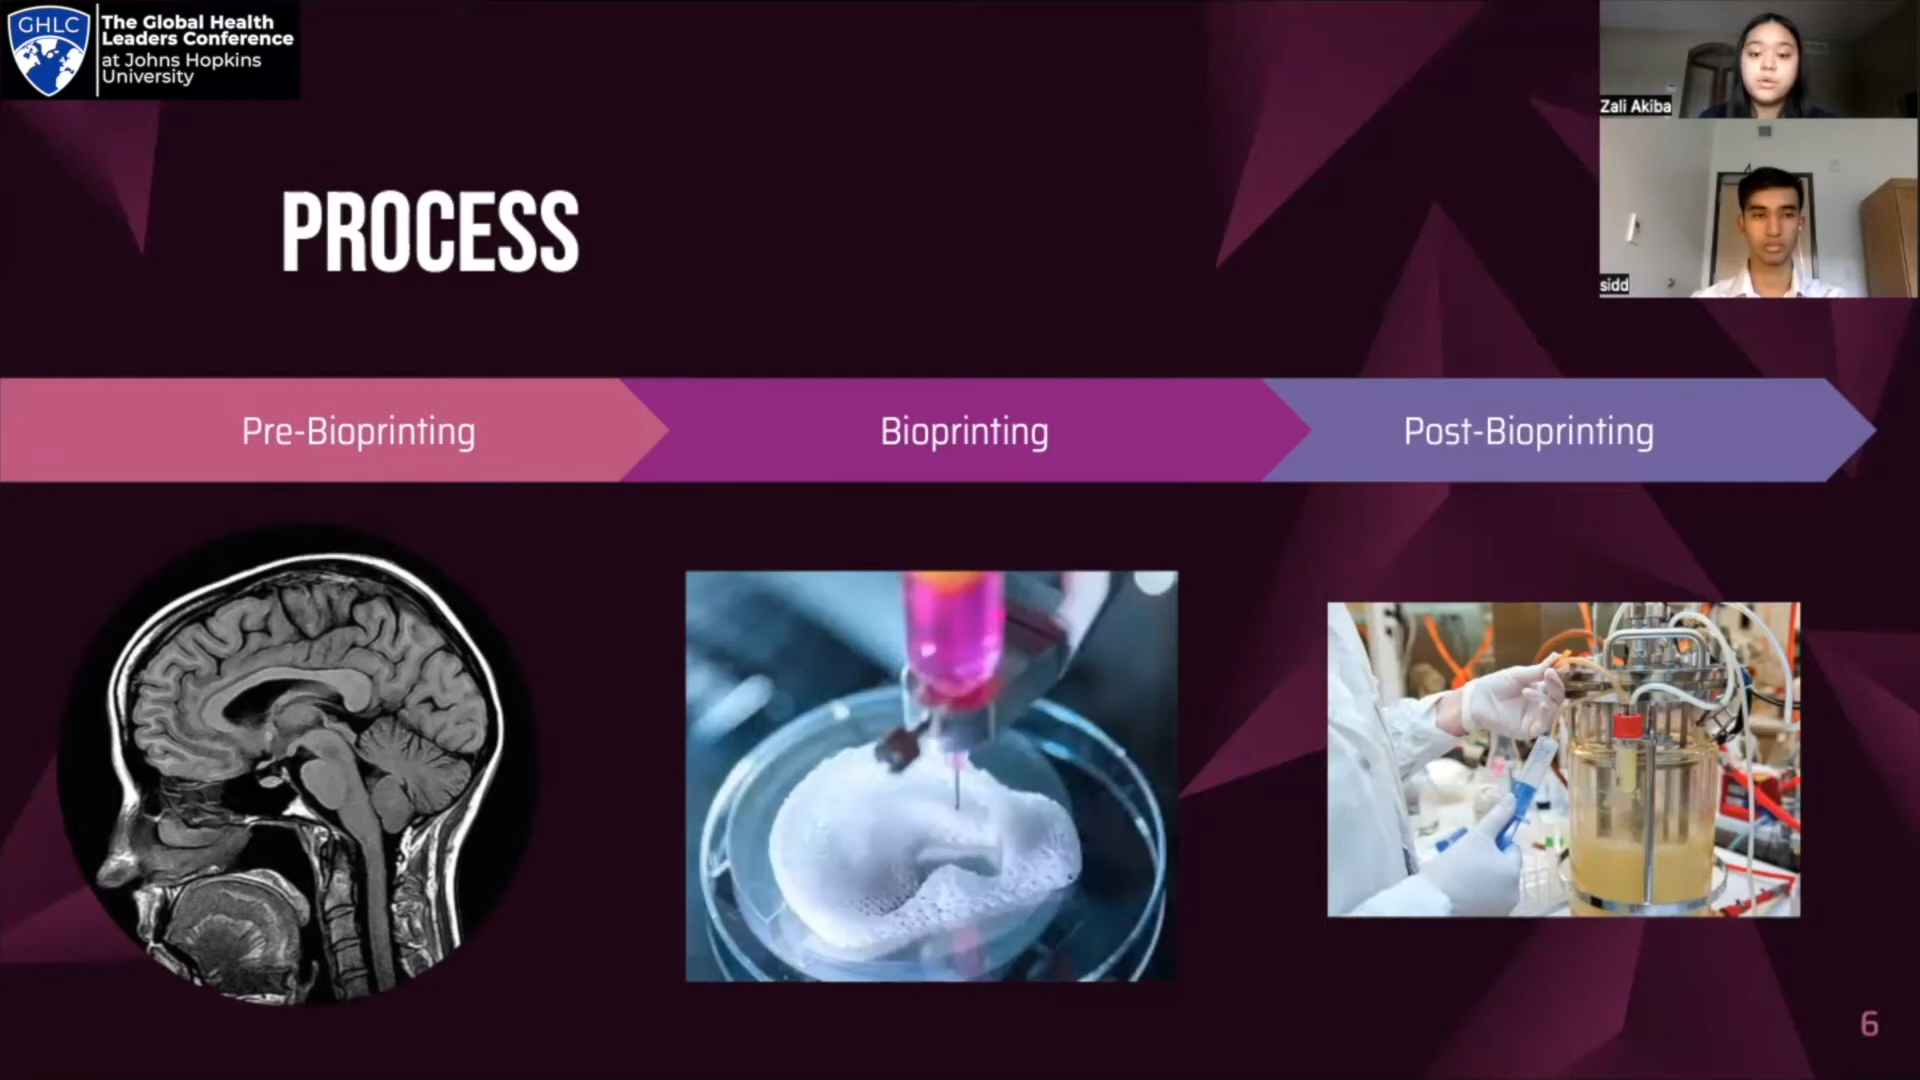 GHLC
The Global Health
Leaders Conference
at Johns Hopkins
University
Zali Akiba
sidd
PROCESS
Pre-Bioprinting
Bioprinting
Post-Bioprinting
6